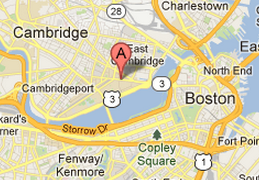 Charlestown
28
Cambridge
A
East
Cambridge
North End
Cambridgeport
3
3
Boston
Storrow Dr
Copley
Square
Fort Point
Fenway/
Kenmore
1